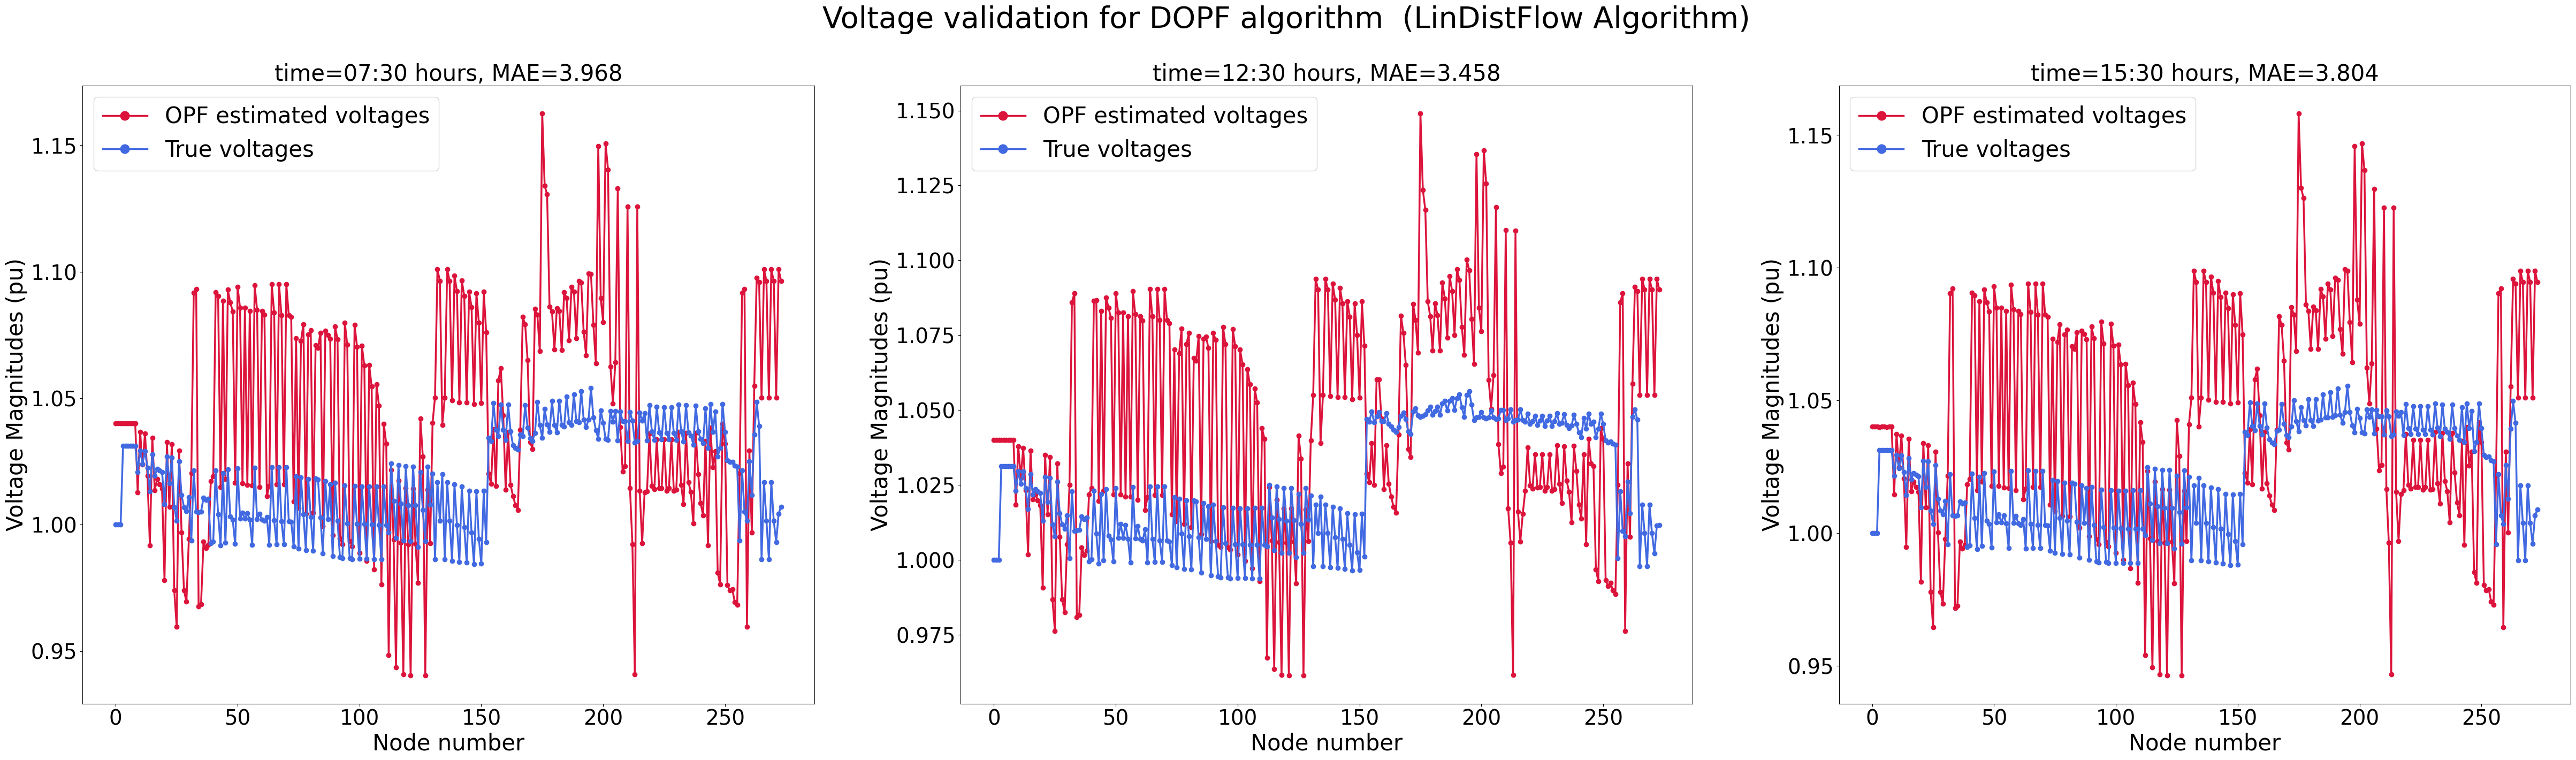 Voltage validation for DOPF algorithm  (LinDistFlow Algorithm)
time=07:30 hours, MAE=3.968
OPF estimated voltages
True voltages
1.15
1.10
1.05
1.00
0.95
Voltage Magnitudes (pu)
0 50 100 150 200 250
Node number
time=12:30 hours, MAE=3.458
OPF estimated voltages
True voltages
1.150
1.125
1.100
1.075
1.050
1.025
1.000
0.975
Voltage Magnitudes (pu)
0 50 100 150 200 250
Node number
time=15:30 hours, MAE=3.804
OPF estimated voltages
True voltages
1.15
1.10
1.05
1.00
0.95
Voltage Magnitudes (pu)
0 50 100 150 200 250
Node number